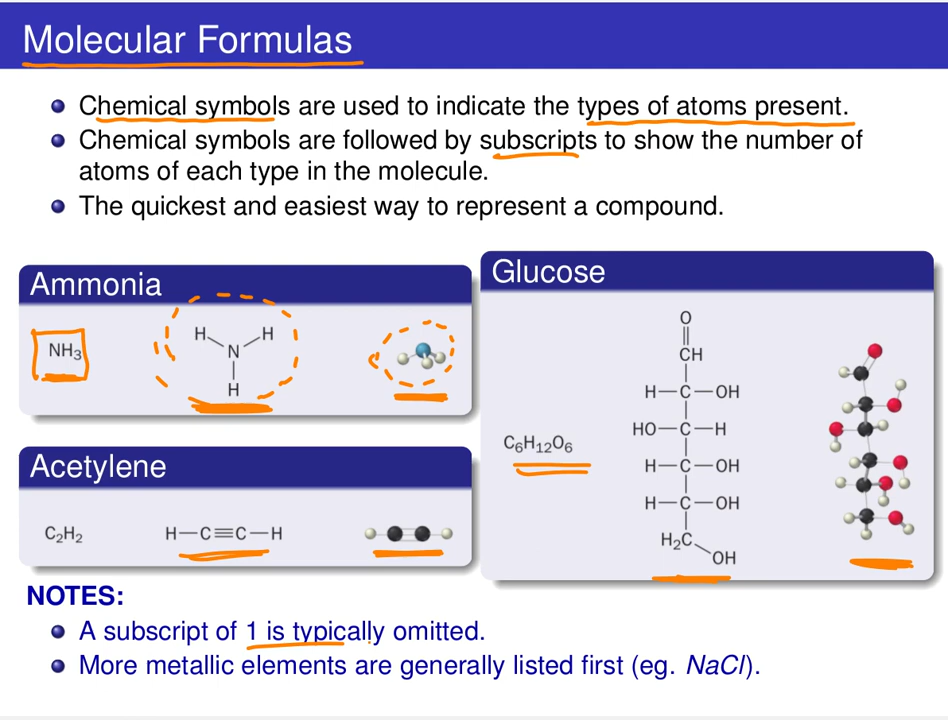 Molecular Formulas
Chemical symbols are used to indicate the types of atoms present.
Chemical symbols are followed by subscripts to show the number of
atoms of each type in the molecule.
The quickest and easiest way to represent a compound.
Ammonia
NH₃
H H
N
H
Acetylene
C₂H₂
H—C≡C—H
Glucose
C₆H₁₂O₆
O
CH
H—C—OH
HO—C—H
H—C—OH
H—C—OH
H₂C
OH
NOTES:
A subscript of 1 is typically omitted.
More metallic elements are generally listed first (eg. NaCl).